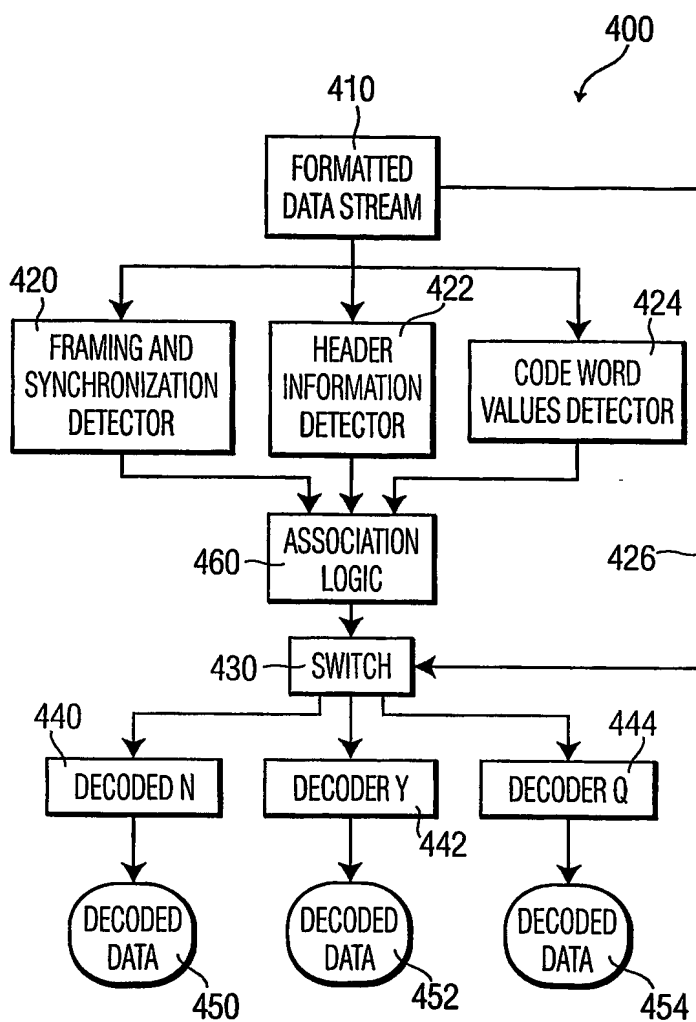 400
410
FORMATTED
DATA STREAM
420
422
424
FRAMING AND
SYNCHRONIZATION
DETECTOR
HEADER
INFORMATION
DETECTOR
CODE WORD
VALUES DETECTOR
460
ASSOCIATION
LOGIC
426
430
SWITCH
440
444
DECODED N
DECODER Y
DECODER Q
442
DECODED
DATA
DECODED
DATA
DECODED
DATA
450
452
454